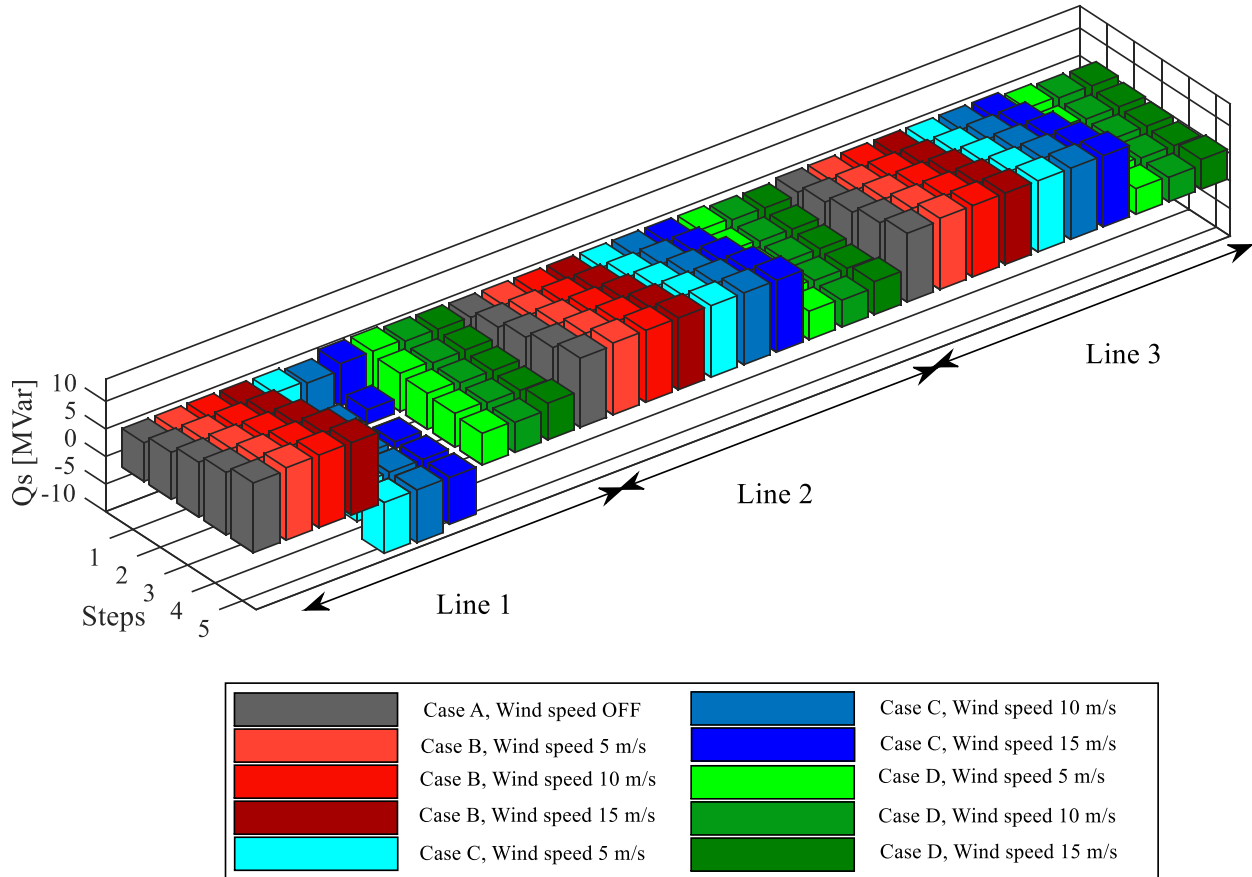 10
5
0
-5
-10
Qs [MVar]
1
2
3
4
5
Steps
Line 1
Line 2
Line 3
Case A, Wind speed OFF
Case B, Wind speed 5 m/s
Case B, Wind speed 10 m/s
Case B, Wind speed 15 m/s
Case C, Wind speed 5 m/s
Case C, Wind speed 10 m/s
Case C, Wind speed 15 m/s
Case D, Wind speed 5 m/s
Case D, Wind speed 10 m/s
Case D, Wind speed 15 m/s